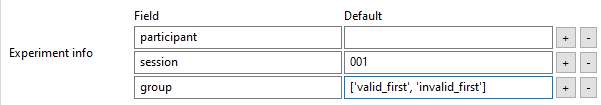 Field Default
participant + -
Experiment info session 001 + -
group ['valid_first', 'invalid_first'] + -